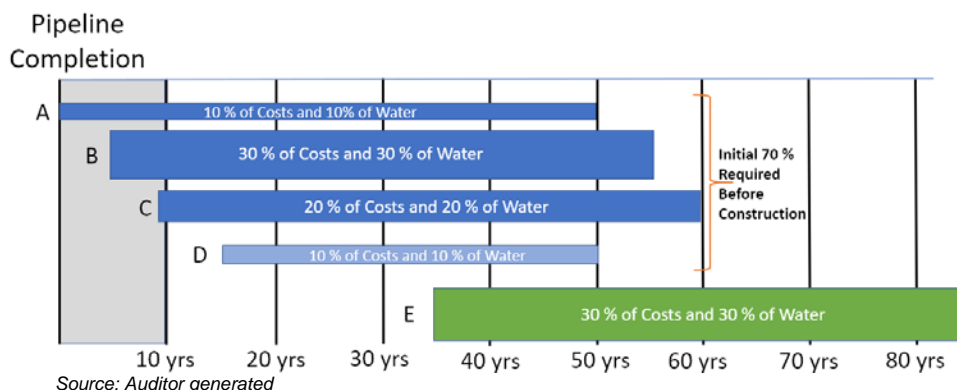 Pipeline
Completion
A
10 % of Costs and 10% of Water
B
30 % of Costs and 30 % of Water
C
20 % of Costs and 20 % of Water
D
10 % of Costs and 10 % of Water
E
30 % of Costs and 30 % of Water
Initial 70 %
Required
Before
Construction
10 yrs 20 yrs 30 yrs 40 yrs 50 yrs 60 yrs 70 yrs 80 yrs
Source: Auditor generated